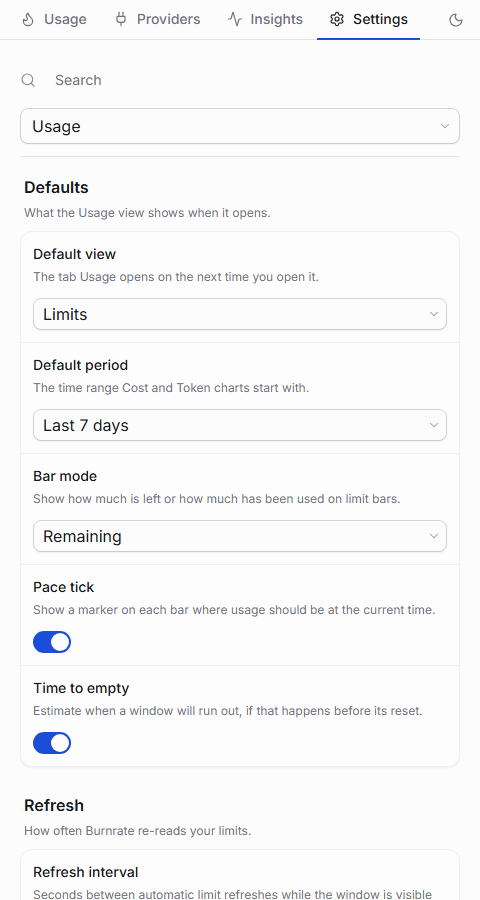 Usage
Providers
Insights
Settings
Search
Usage
Defaults
What the Usage view shows when it opens.
Default view
The tab Usage opens on the next time you open it.
Limits
Default period
The time range Cost and Token charts start with.
Last 7 days
Bar mode
Show how much is left or how much has been used on limit bars.
Remaining
Pace tick
Show a marker on each bar where usage should be at the current time.
Time to empty
Estimate when a window will run out, if that happens before its reset.
Refresh
How often Burnrate re-reads your limits.
Refresh interval
Seconds between automatic limit refreshes while the window is visible